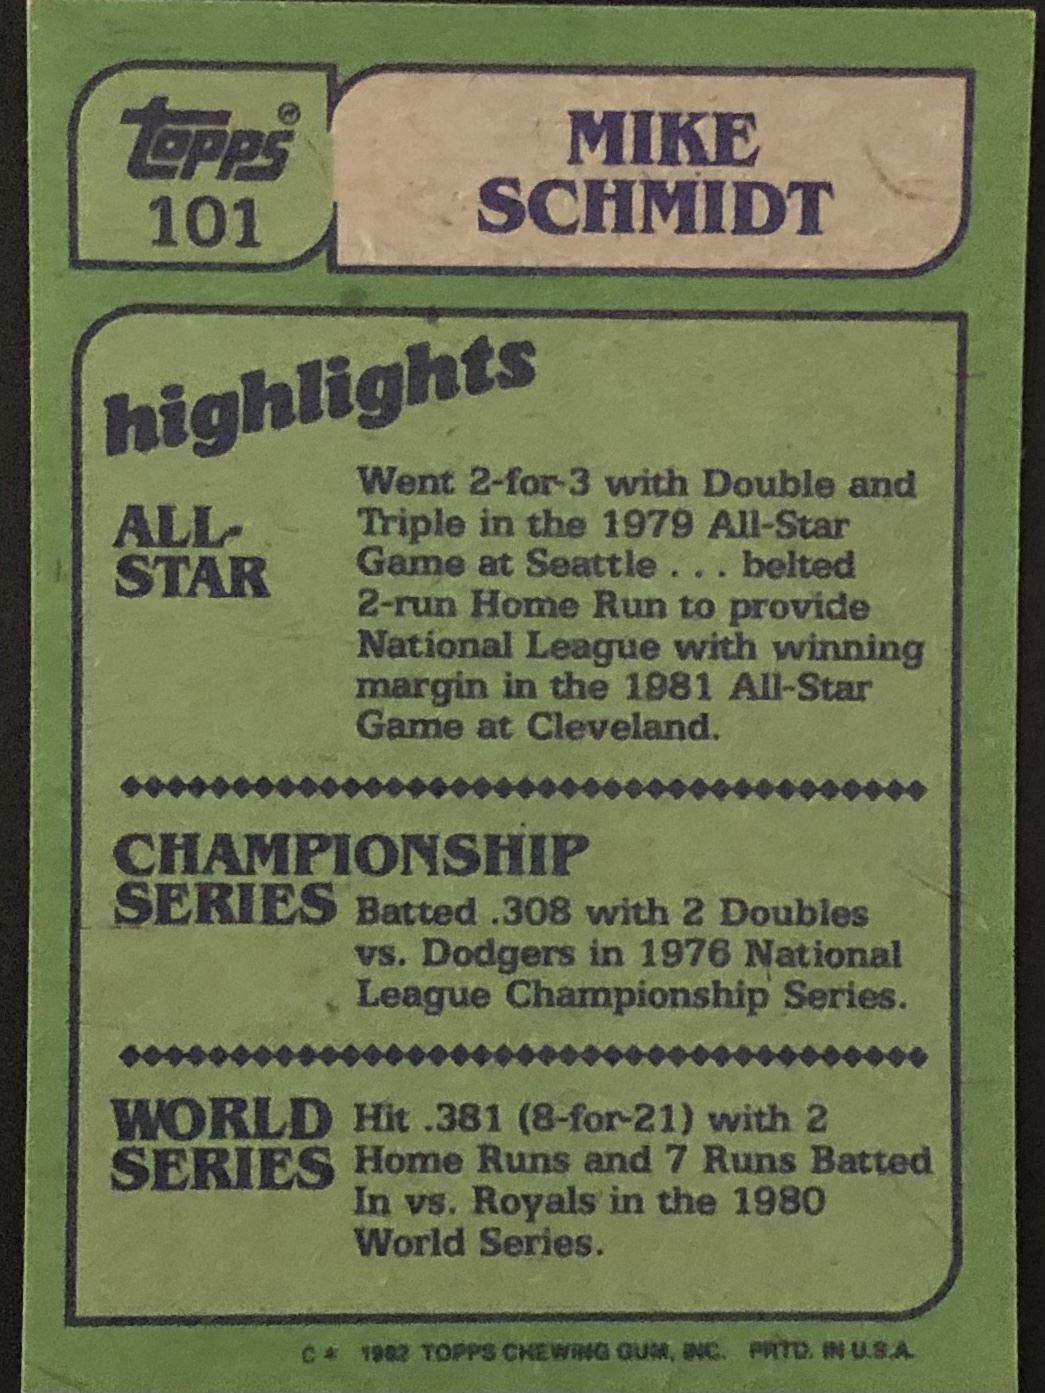 Topps®
101
MIKE
SCHMIDT
highlights
ALL-
STAR
Went 2-for-3 with Double and
Triple in the 1979 All-Star
Game at Seattle . . . belted
2-run Home Run to provide
National League with winning
margin in the 1981 All-Star
Game at Cleveland.
CHAMPIONSHIP
SERIES
Batted .308 with 2 Doubles
vs. Dodgers in 1976 National
League Championship Series.
WORLD
SERIES
Hit .381 (8-for-21) with 2
Home Runs and 7 Runs Batted
In vs. Royals in the 1980
World Series.
C * 1982 TOPPS CHEWING GUM, INC. PRTD. IN U.S.A.